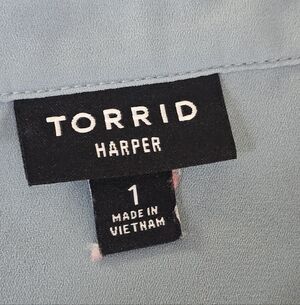 TORRID
HARPER
1
MADE IN
VIETNAM